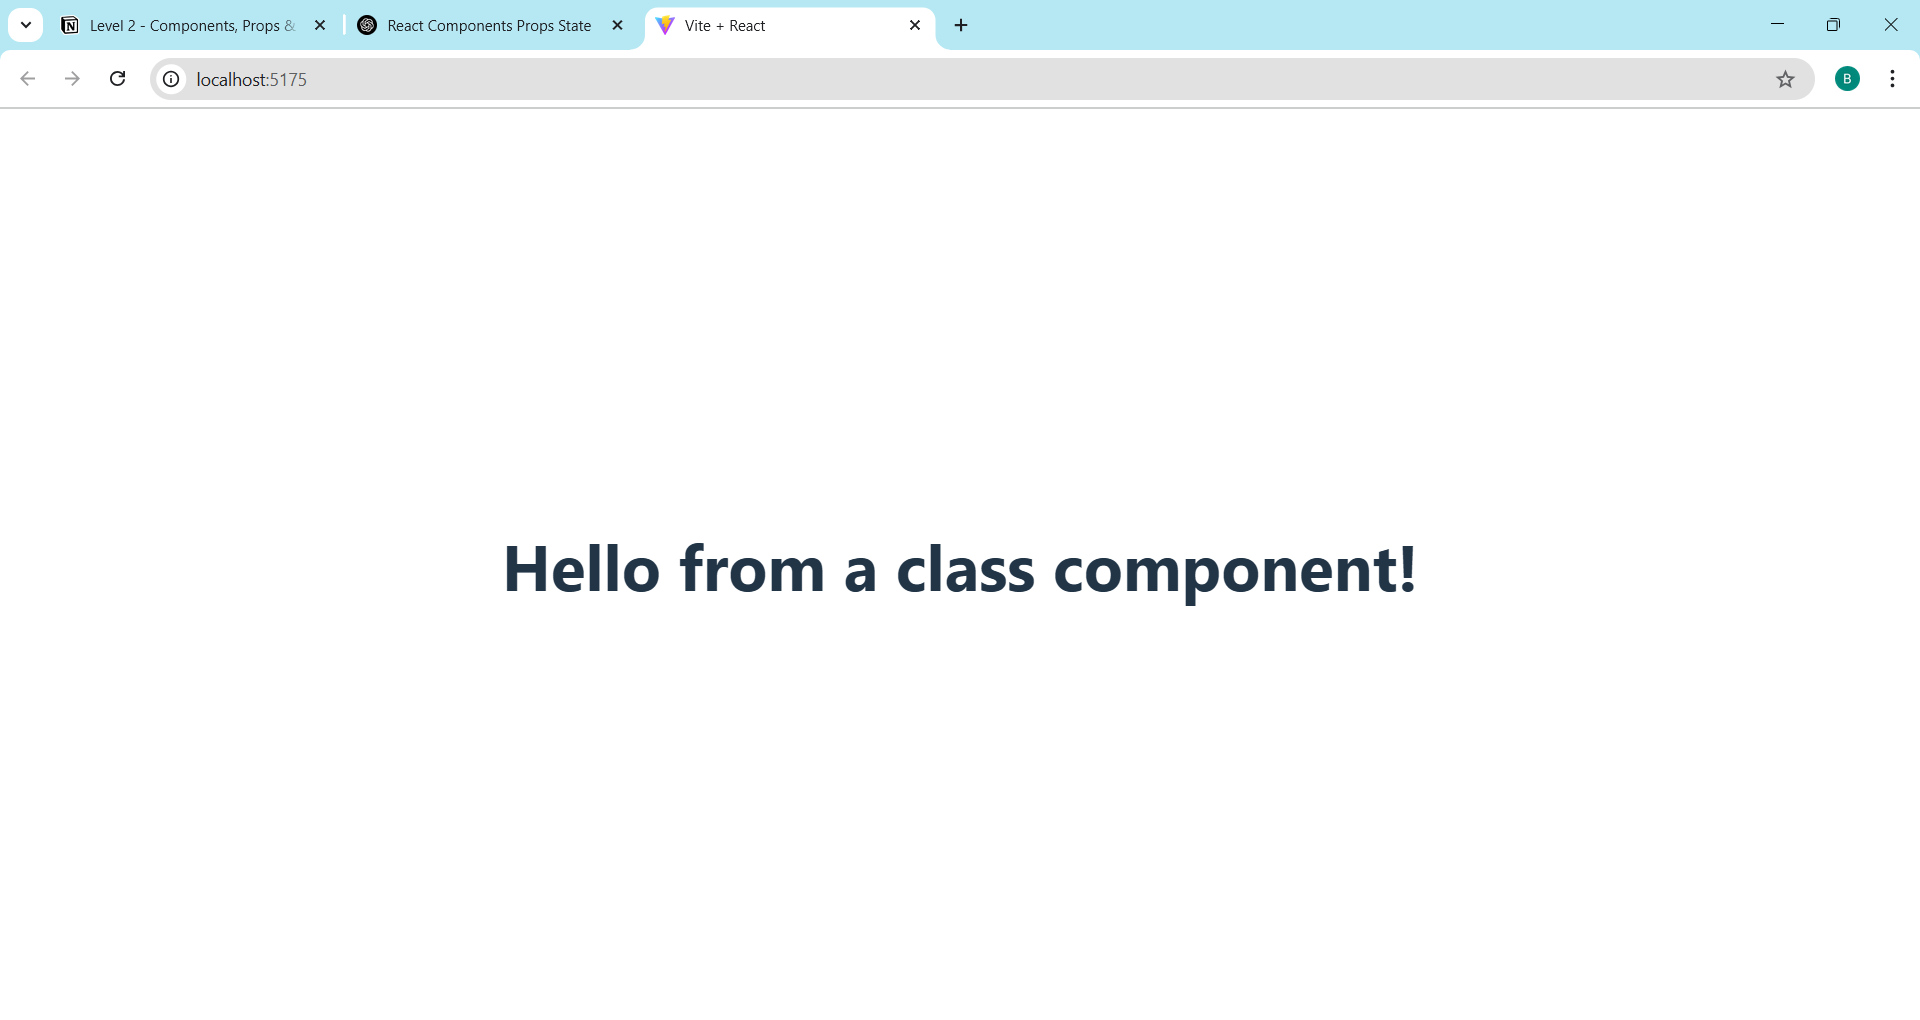 Level 2 - Components, Props &
React Components Props State
Vite + React
localhost:5175
B
Hello from a class component!